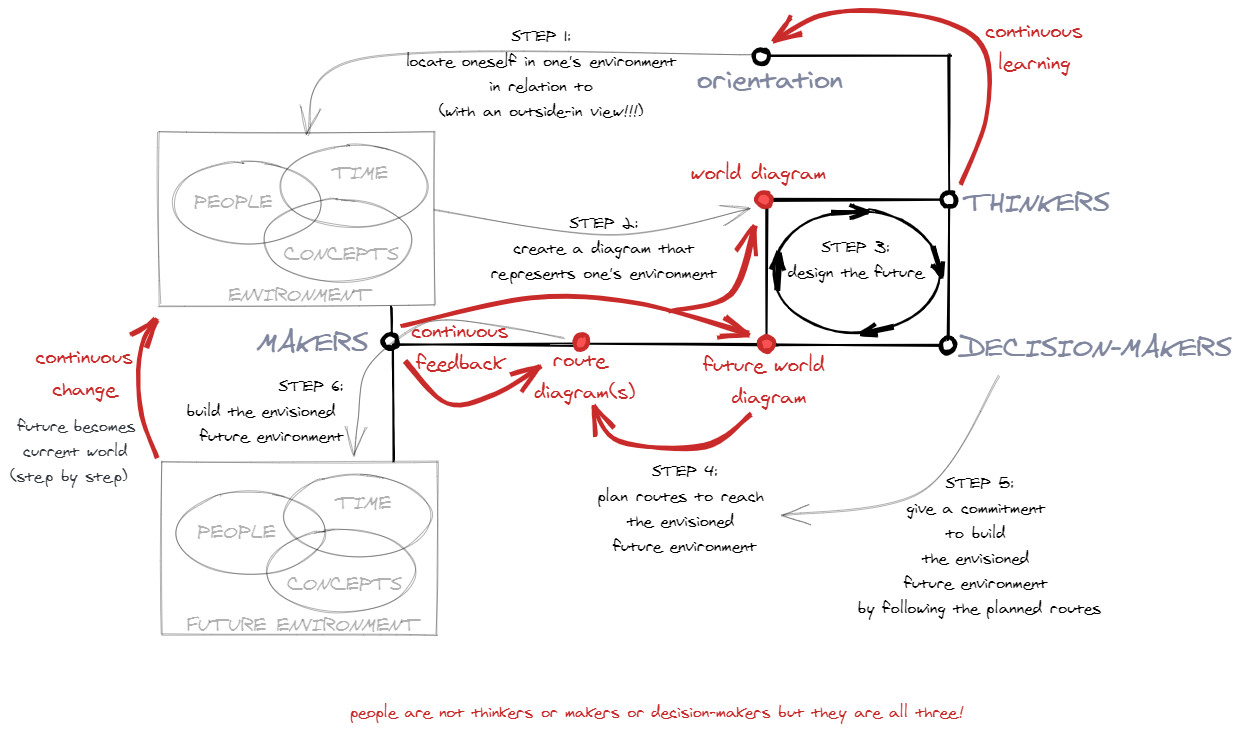 STEP 1:
locate oneself in one's environment
in relation to
(with an outside-in view!!!)
orientation
continuous
learning
PEOPLE
TIME
CONCEPTS
ENVIRONMENT
world diagram
THINKERS
STEP 2:
create a diagram that
represents one's environment
STEP 3:
design the future
MAKERS
continuous
feedback
route
diagram(s)
future world
diagram
DECISION-MAKERS
continuous
change
future becomes
current world
(step by step)
STEP 6:
build the envisioned
future environment
STEP 4:
plan routes to reach
the envisioned
future environment
STEP 5:
give a commitment
to build
the envisioned
future environment
by following the planned routes
PEOPLE
TIME
CONCEPTS
FUTURE ENVIRONMENT
people are not thinkers or makers or decision-makers but they are all three!